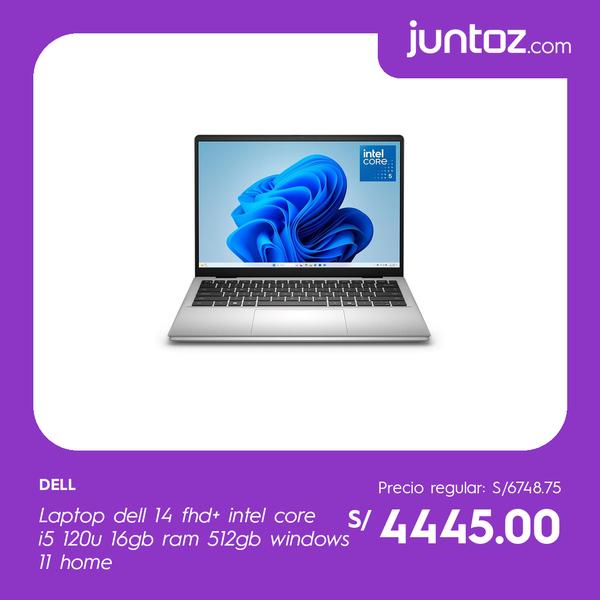 juntoz.com
intel
CORE
5
DELL
Precio regular: S/6748.75
Laptop dell 14 fhd+ intel core
i5 120u 16gb ram 512gb windows
11 home
S/ 4445.00